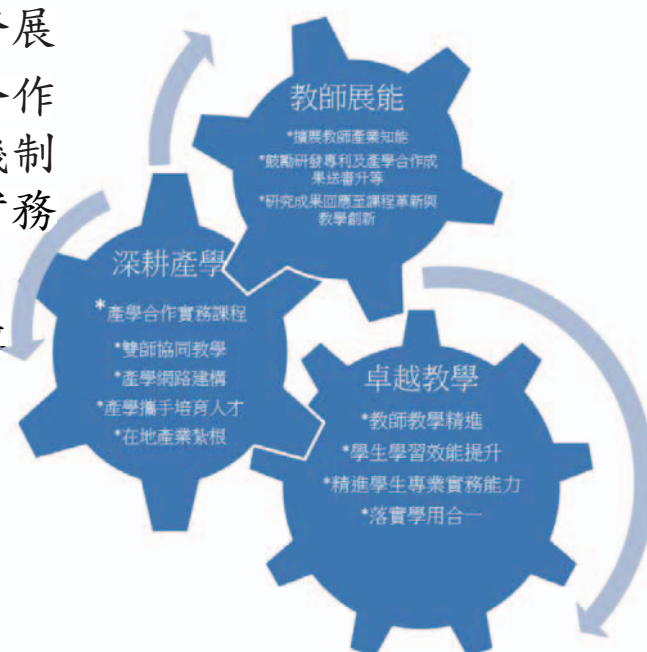 展
作
制
務
教師展能
*擴展教師產業知能
*鼓勵研發專利及產學合作成
果送審升等
*研究成果回應至課程革新與
教學創新
深耕產學
*產學合作實務課程
*雙師協同教學
*產學網路建構
*產學攜手培育人才
*在地產業紮根
卓越教學
*教師教學精進
*學生學習效能提升
*精進學生專業實務能力
*落實學用合一